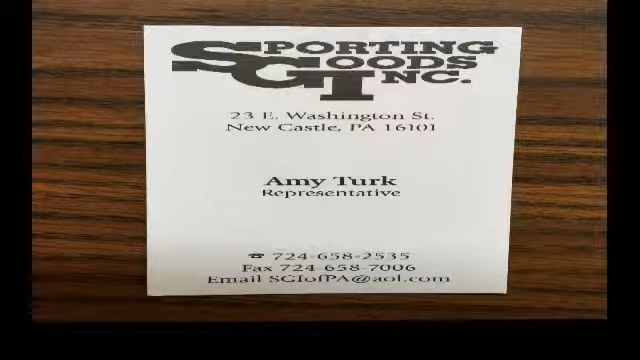 SPORTING
GOODS
INC.
23 E. Washington St.
New Castle, PA 16101
Amy Turk
Representative
☎ 724-658-2535
Fax 724-658-7006
Email SGIofPA@aol.com